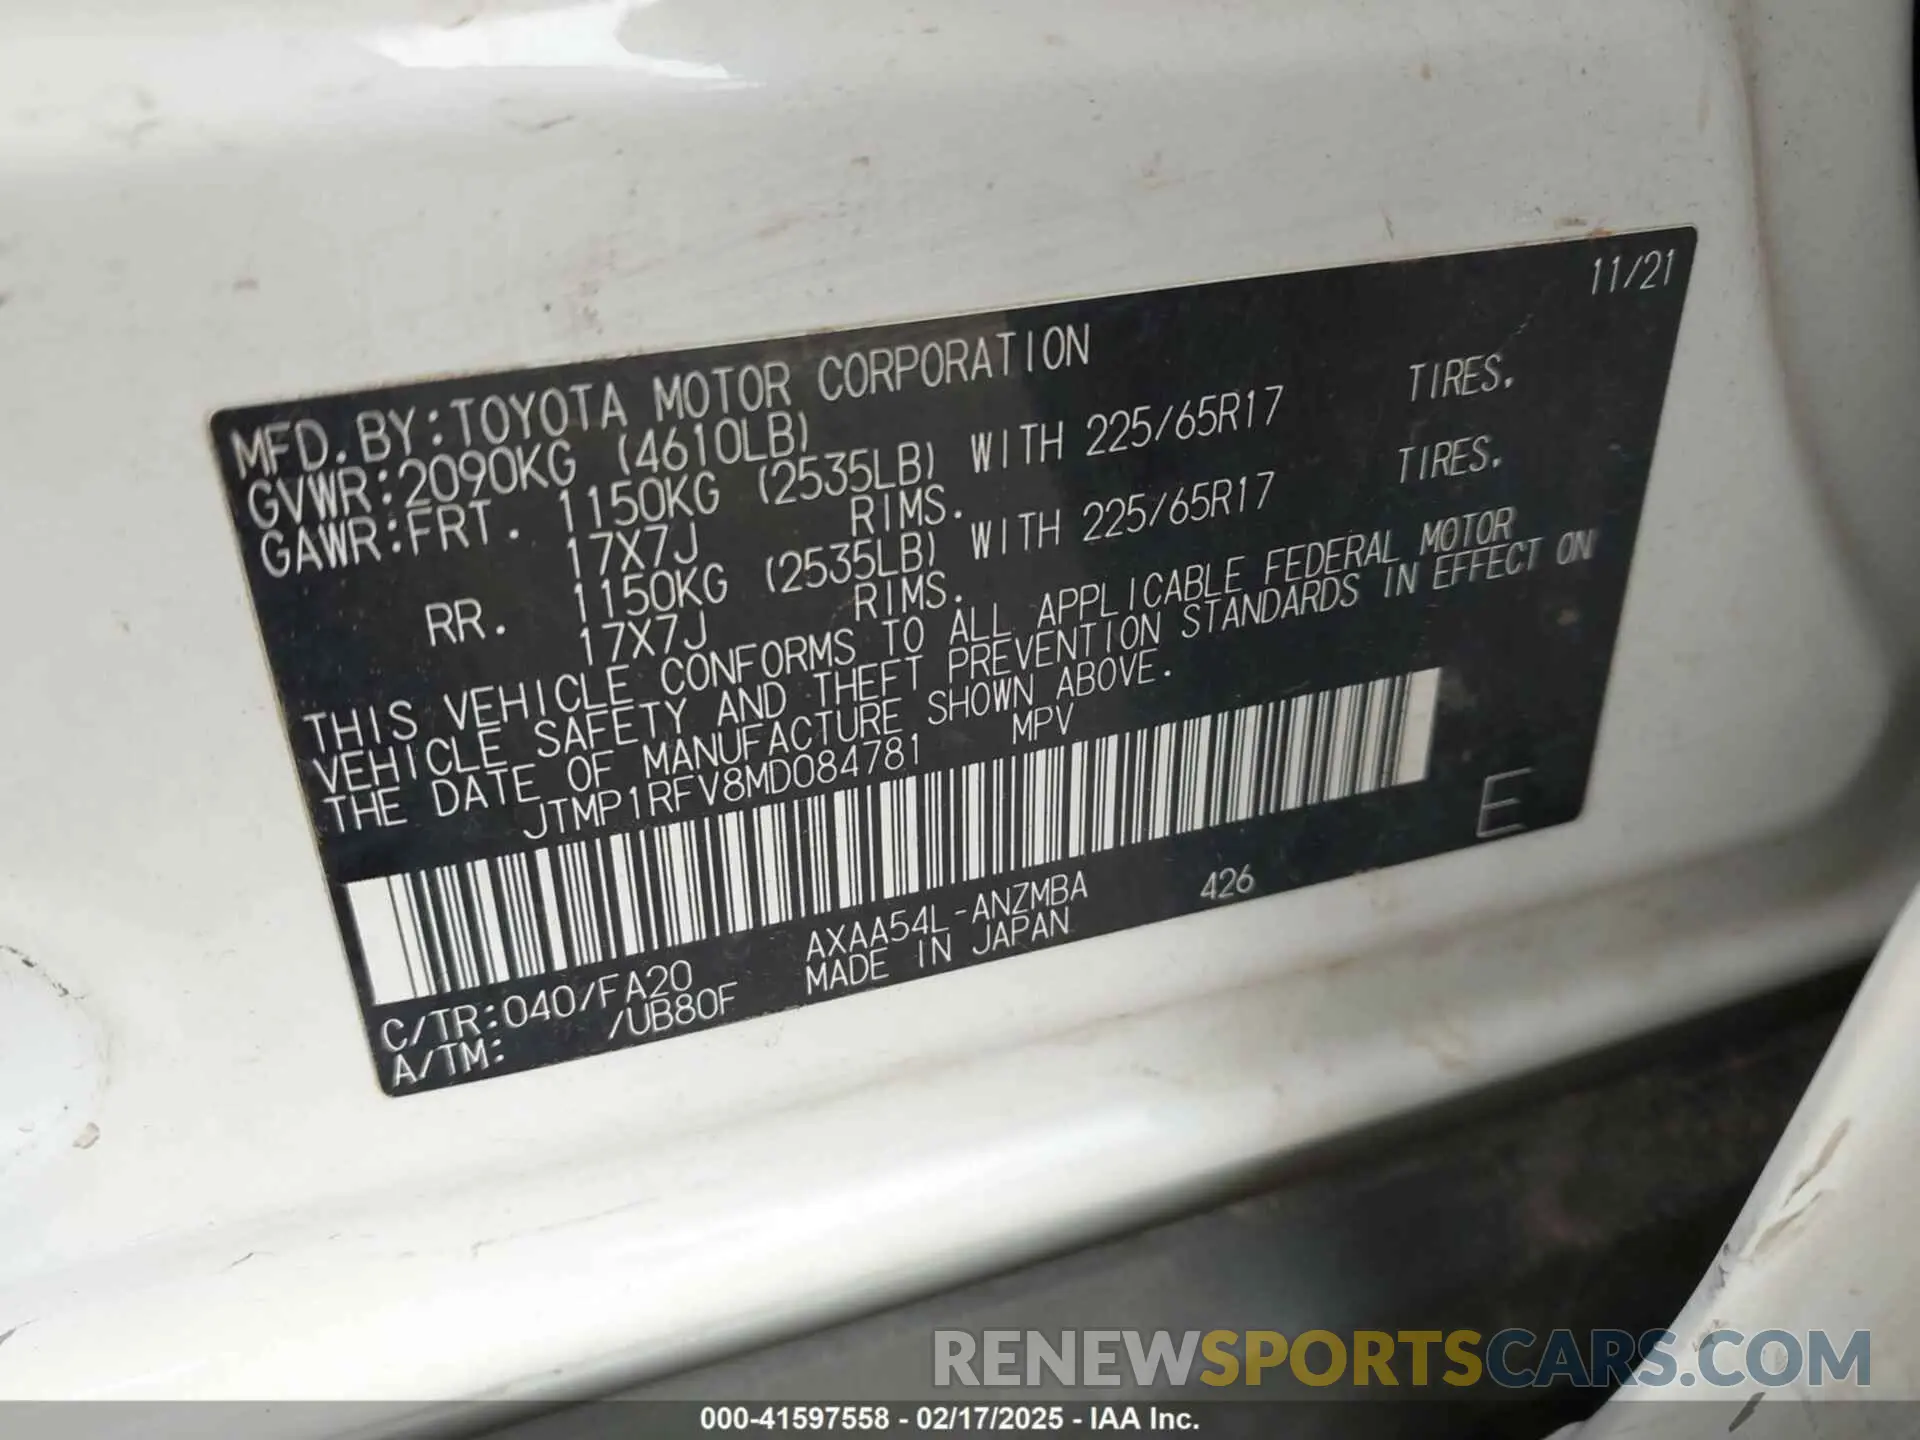 11/21
MFD.BY:TOYOTA MOTOR CORPORATION
GVWR:2090KG (4610LB)
GAWR:FRT. 1150KG (2535LB) WITH 225/65R17 TIRES.
17X7J RIMS.
RR. 1150KG (2535LB) WITH 225/65R17 TIRES.
17X7J RIMS.
THIS VEHICLE CONFORMS TO ALL APPLICABLE FEDERAL MOTOR
VEHICLE SAFETY AND THEFT PREVENTION STANDARDS IN EFFECT ON
THE DATE OF MANUFACTURE SHOWN ABOVE.
JTMP1RFV8MD084781 MPV
E
C/TR:040/FA20 AXAA54L-ANZMBA 426
A/TM: /UB80F MADE IN JAPAN
RENEWSPORTSCARS.COM
000-41597558 - 02/17/2025 - IAA Inc.